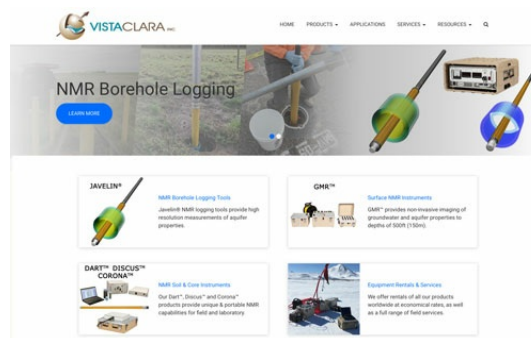 VISTACLARA INC.
HOME PRODUCTS APPLICATIONS SERVICES RESOURCES
NMR Borehole Logging
LEARN MORE
JAVELIN®
NMR Borehole Logging Tools
Javelin® NMR logging tools provide high
resolution measurements of aquifer
properties.
GMR™
Surface NMR Instruments
GMR™ provides non-invasive imaging of
groundwater and aquifer properties to
depths of 500ft (150m).
DART™ DISCUS™
CORONA™
NMR Soil & Core Instruments
Our Dart™, Discus™ and Corona™
products provide unique & portable NMR
capabilities for field and laboratory.
Equipment Rentals & Services
We offer rentals of all our products
worldwide at economical rates, as well
as a full range of field services.